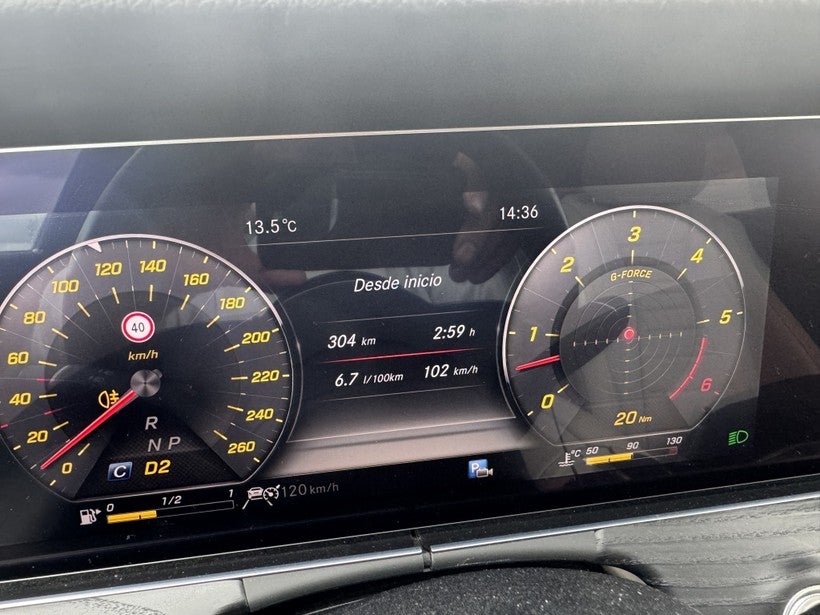 13.5°C
14:36
Desde inicio
304 km 2:59 h
6.7 l/100km 102 km/h
0
20
40
60
80
100
120
140
160
180
200
220
240
260
40
km/h
R
N P
C D2
0 1/2 1
120 km/h
P
0
1
2
3
4
5
6
G-FORCE
20 Nm
°C 50 90 130